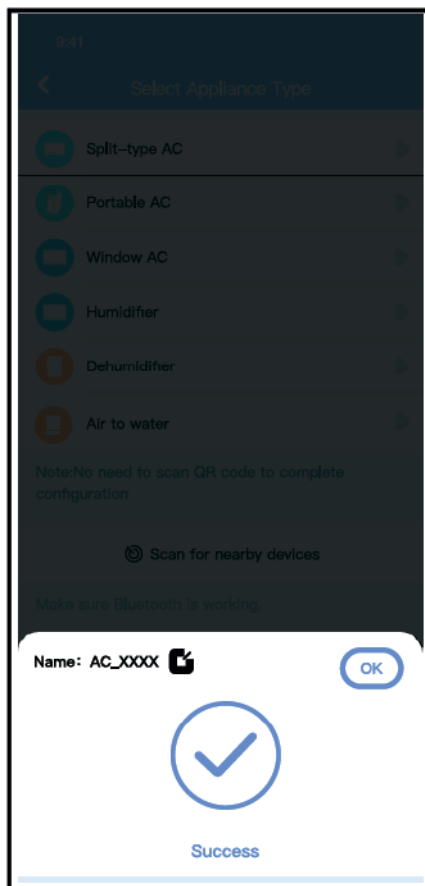 9:41
Select Appliance Type
Split-type AC
Portable AC
Window AC
Humidifier
Dehumidifier
Air to water
Note:No need to scan QR code to complete
configuration
Scan for nearby devices
Make sure Bluetooth is working.
Name: AC_XXXX
OK
Success